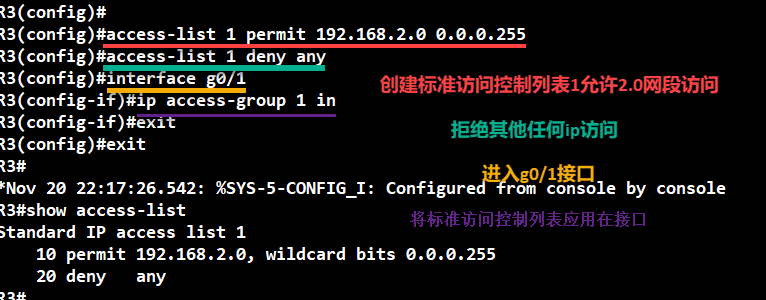 R3(config)#
R3(config)#access-list 1 permit 192.168.2.0 0.0.0.255
R3(config)#access-list 1 deny any
R3(config)#interface g0/1
创建标准访问控制列表1允许2.0网段访问
R3(config-if)#ip access-group 1 in
R3(config-if)#exit
拒绝其他任何ip访问
R3(config)#exit
R3#
进入g0/1接口
*Nov 20 22:17:26.542: %SYS-5-CONFIG_I: Configured from console by console
R3#show access-list
将标准访问控制列表应用在接口
Standard IP access list 1
10 permit 192.168.2.0, wildcard bits 0.0.0.255
20 deny   any
R3#